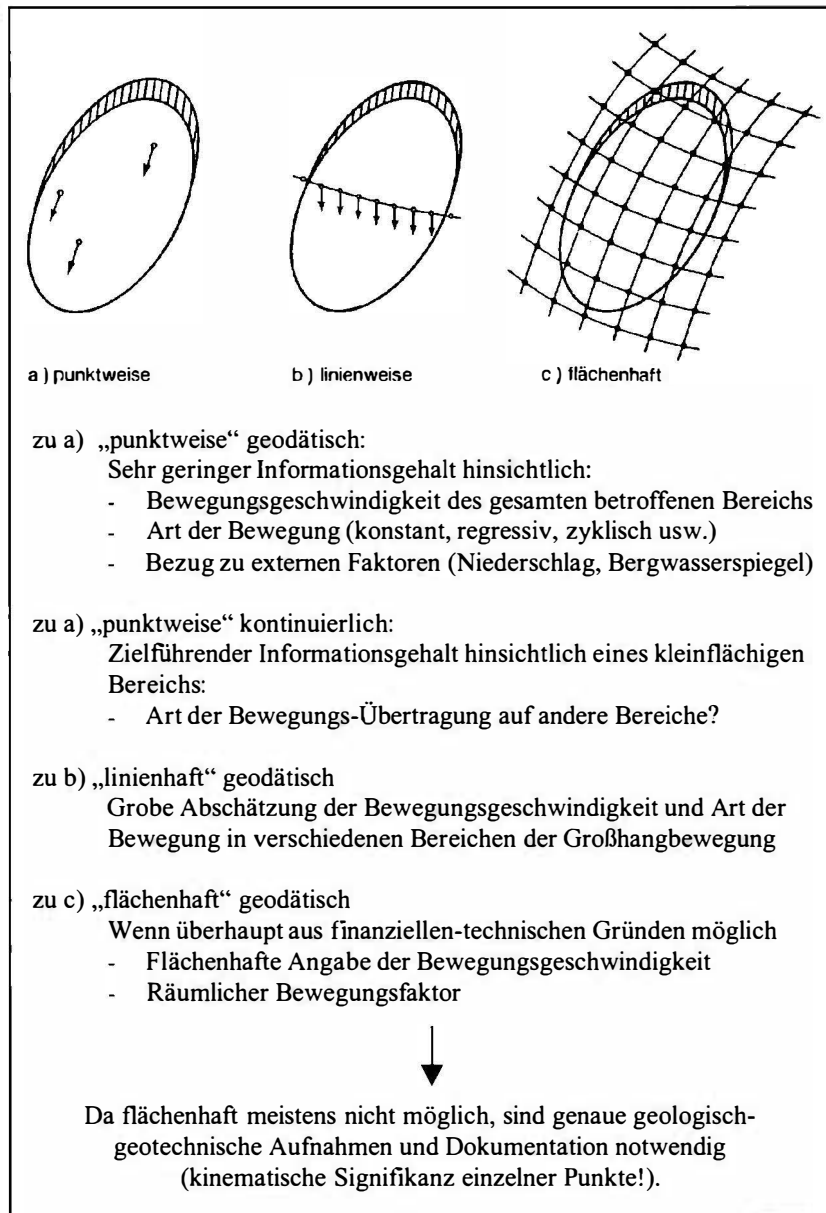 a ) punktweise
b ) linienweise
c ) flächenhaft
zu a) „punktweise“ geodätisch:
Sehr geringer Informationsgehalt hinsichtlich:
- Bewegungsgeschwindigkeit des gesamten betroffenen Bereichs
- Art der Bewegung (konstant, regressiv, zyklisch usw.)
- Bezug zu externen Faktoren (Niederschlag, Bergwasserspiegel)
zu a) „punktweise“ kontinuierlich:
Zielführender Informationsgehalt hinsichtlich eines kleinflächigen
Bereichs:
- Art der Bewegungs-Übertragung auf andere Bereiche?
zu b) „linienhaft“ geodätisch
Grobe Abschätzung der Bewegungsgeschwindigkeit und Art der
Bewegung in verschiedenen Bereichen der Großhangbewegung
zu c) „flächenhaft“ geodätisch
Wenn überhaupt aus finanziellen-technischen Gründen möglich
- Flächenhafte Angabe der Bewegungsgeschwindigkeit
- Räumlicher Bewegungsfaktor
Da flächenhaft meistens nicht möglich, sind genaue geologisch-
geotechnische Aufnahmen und Dokumentation notwendig
(kinematische Signifikanz einzelner Punkte!).